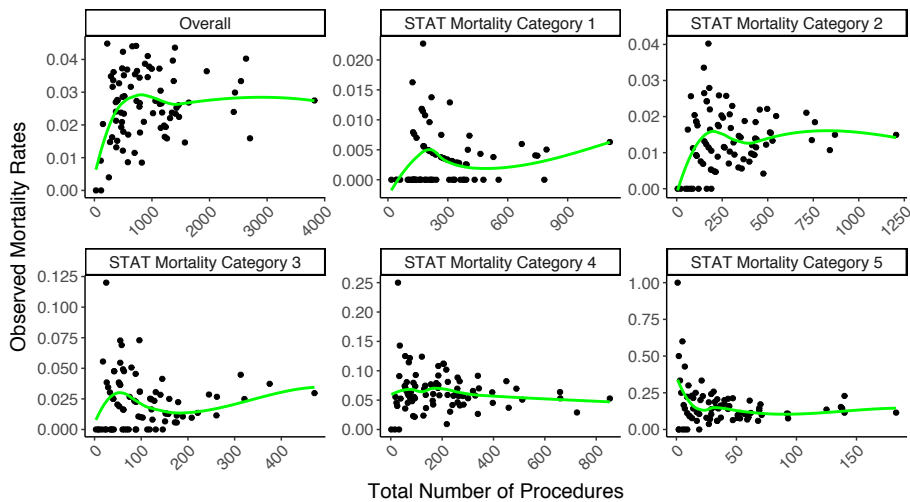 Observed Mortality Rates
Overall
0.04
0.03
0.02
0.01
0.00
0 1000 2000 3000 4000
STAT Mortality Category 1
0.020
0.015
0.010
0.005
0.000
0 300 600 900
STAT Mortality Category 2
0.04
0.03
0.02
0.01
0.00
0 250 500 750 1000 1250
STAT Mortality Category 3
0.125
0.100
0.075
0.050
0.025
0.000
0 100 200 300 400
STAT Mortality Category 4
0.25
0.20
0.15
0.10
0.05
0.00
0 200 400 600 800
STAT Mortality Category 5
1.00
0.75
0.50
0.25
0.00
0 50 100 150
Total Number of Procedures